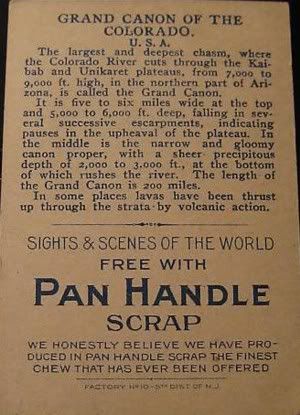 GRAND CANON OF THE
COLORADO.
U. S. A.
The largest and deepest chasm, where
the Colorado River cuts through the Kai-
bab and Unikaret plateaus, from 7,000 to
9,000 ft. high, in the northern part of Ari-
zona, is called the Grand Canon.
It is five to six miles wide at the top
and 5,000 to 6,000 ft. deep, falling in sev-
eral successive escarpments, indicating
pauses in the upheaval of the plateau. In
the middle is the narrow and gloomy
canon proper, with a sheer precipitous
depth of 2,000 to 3,000 ft., at the bottom
of which rushes the river. The length of
the Grand Canon is 200 miles.
In some places lavas have been thrust
up through the strata by volcanic action.
SIGHTS & SCENES OF THE WORLD
FREE WITH
PAN HANDLE
SCRAP
WE HONESTLY BELIEVE WE HAVE PRO-
DUCED IN PAN HANDLE SCRAP THE FINEST
CHEW THAT HAS EVER BEEN OFFERED
FACTORY No 10-5TH DIST. OF N.J.